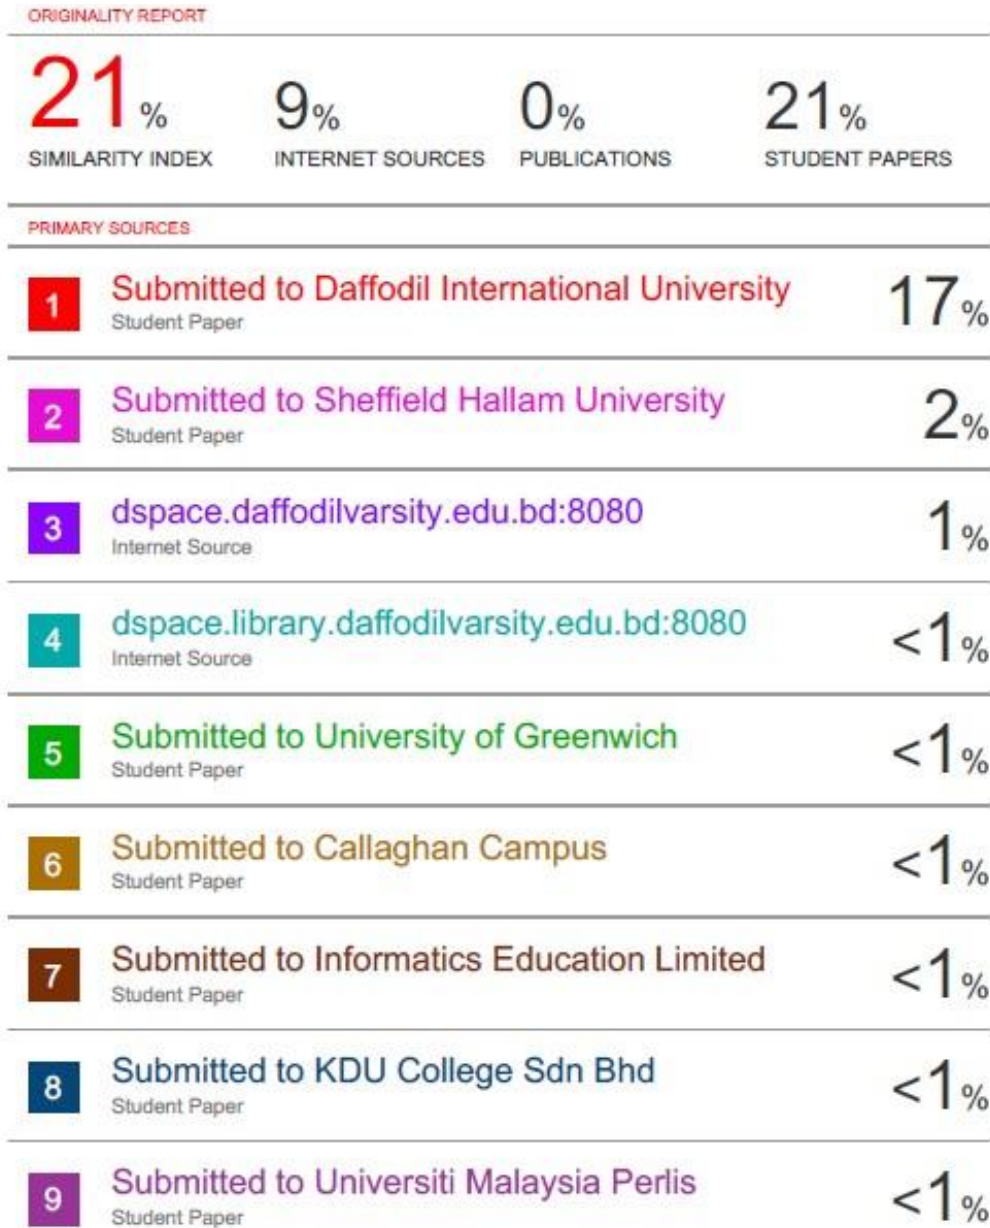 ORIGINALITY REPORT
21% 9% 0% 21%
SIMILARITY INDEX INTERNET SOURCES PUBLICATIONS STUDENT PAPERS
PRIMARY SOURCES
1 Submitted to Daffodil International University 17%
Student Paper
2 Submitted to Sheffield Hallam University 2%
Student Paper
3 dspace.daffodilvarsity.edu.bd:8080 1%
Internet Source
4 dspace.library.daffodilvarsity.edu.bd:8080 <1%
Internet Source
5 Submitted to University of Greenwich <1%
Student Paper
6 Submitted to Callaghan Campus <1%
Student Paper
7 Submitted to Informatics Education Limited <1%
Student Paper
8 Submitted to KDU College Sdn Bhd <1%
Student Paper
9 Submitted to Universiti Malaysia Perlis <1%
Student Paper